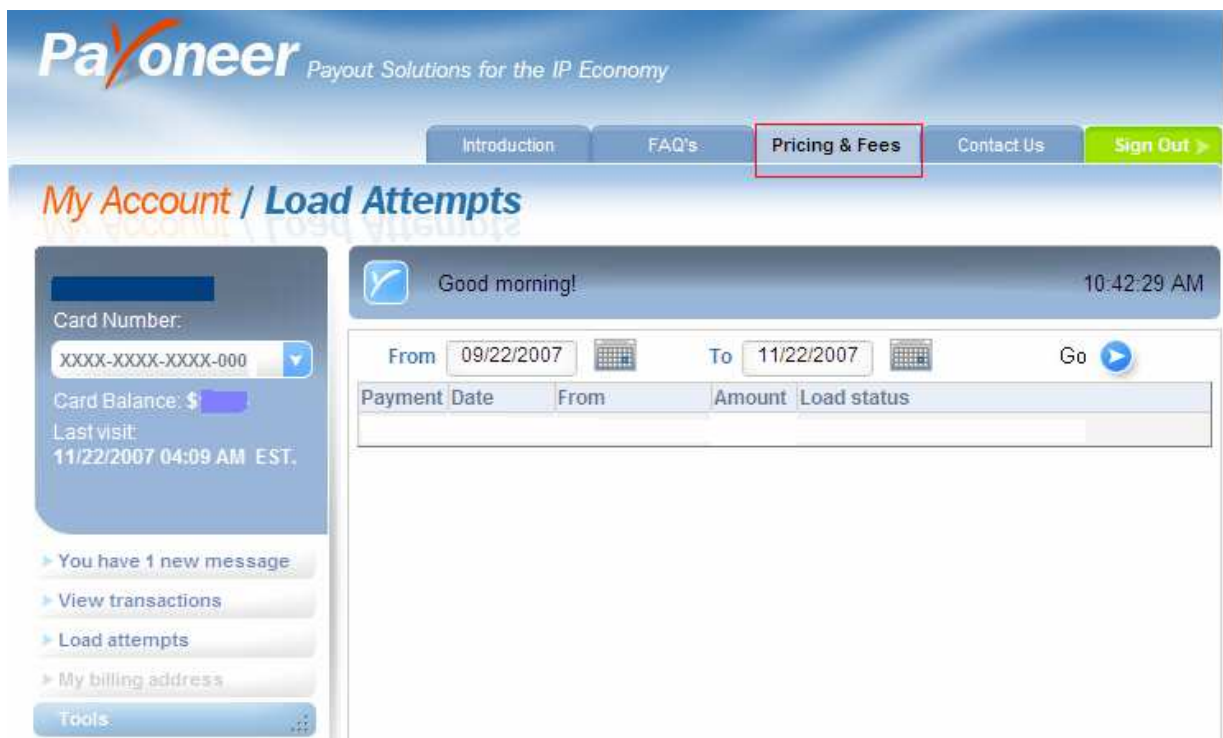 Payoneer Payout Solutions for the IP Economy
Introduction FAQ's Pricing & Fees Contact Us Sign Out
My Account / Load Attempts
Good morning! 10:42:29 AM
Card Number:
XXXX-XXXX-XXXX-000
Card Balance: $
Last visit:
11/22/2007 04:09 AM EST.
From 09/22/2007 To 11/22/2007 Go
Payment Date From Amount Load status
You have 1 new message
View transactions
Load attempts
My billing address
Tools